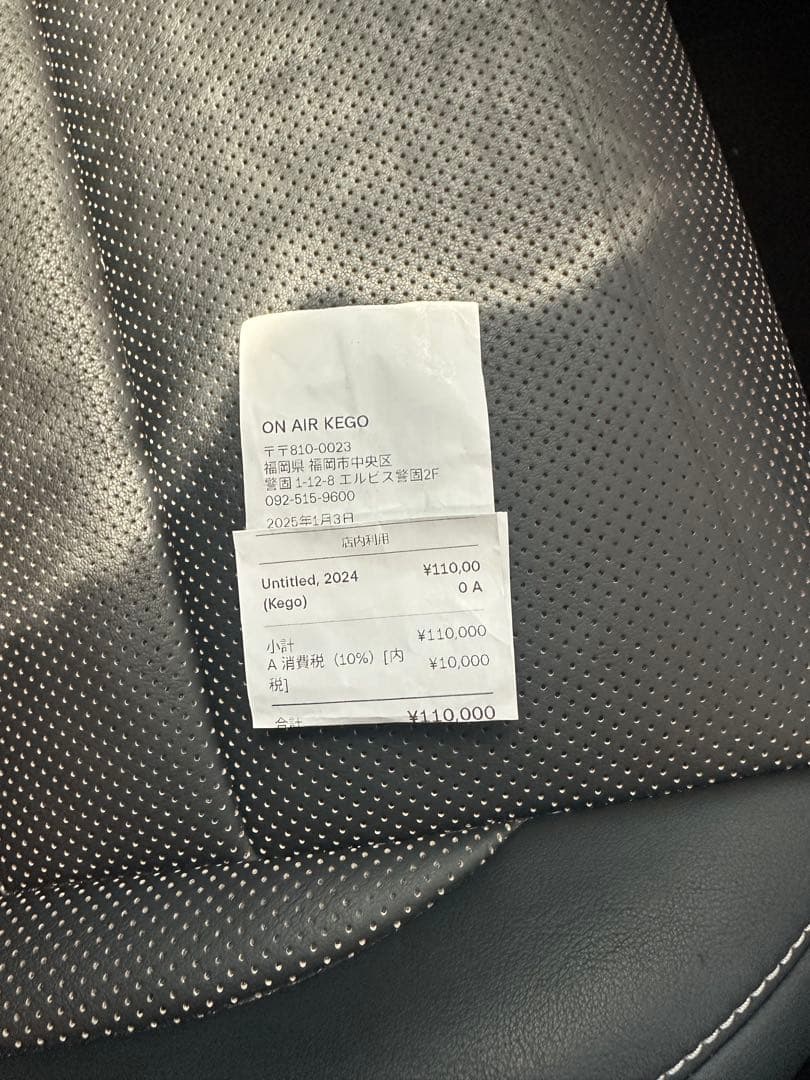 ON AIR KEGO
〒〒810-0023
福岡県 福岡市中央区
警固 1-12-8 エルビス警固2F
092-515-9600
2025年1月3日
店内利用
Untitled, 2024 ¥110,00
(Kego) 0 A
小計 ¥110,000
A 消費税 (10%) [内 ¥10,000
税]
合計 ¥110,000